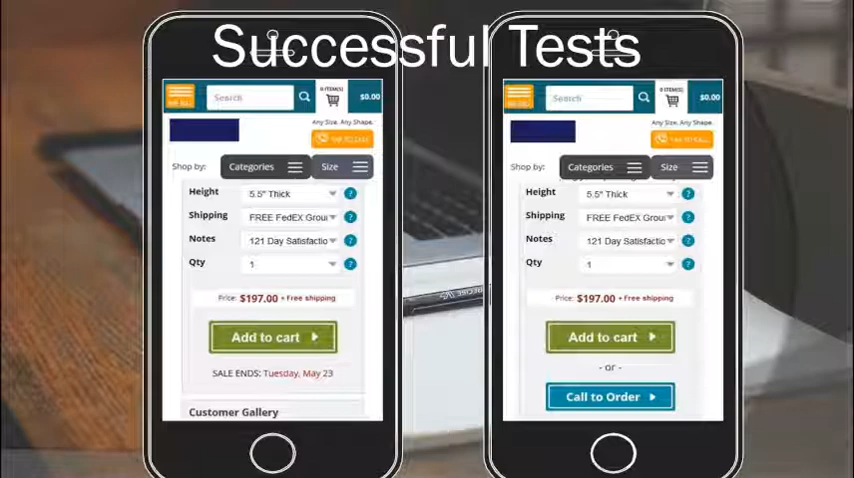 Successful Tests
MENU
Search
0 ITEM(S)
$0.00
Any Size. Any Shape.
TAP TO CALL
Shop by:
Categories
Size
Height
5.5" Thick
?
Shipping
FREE FedEX Grou
?
Notes
121 Day Satisfactio
?
Qty
1
?
Price: $197.00 + Free shipping
Add to cart
SALE ENDS: Tuesday, May 23
Customer Gallery
Search
0 ITEM(S)
$0.00
Any Size. Any Shape.
TAP TO CALL
Shop by:
Categories
Size
Height
5.5" Thick
?
Shipping
FREE FedEX Grou
?
Notes
121 Day Satisfactio
?
Qty
1
?
Price: $197.00 + Free shipping
Add to cart
- or -
Call to Order